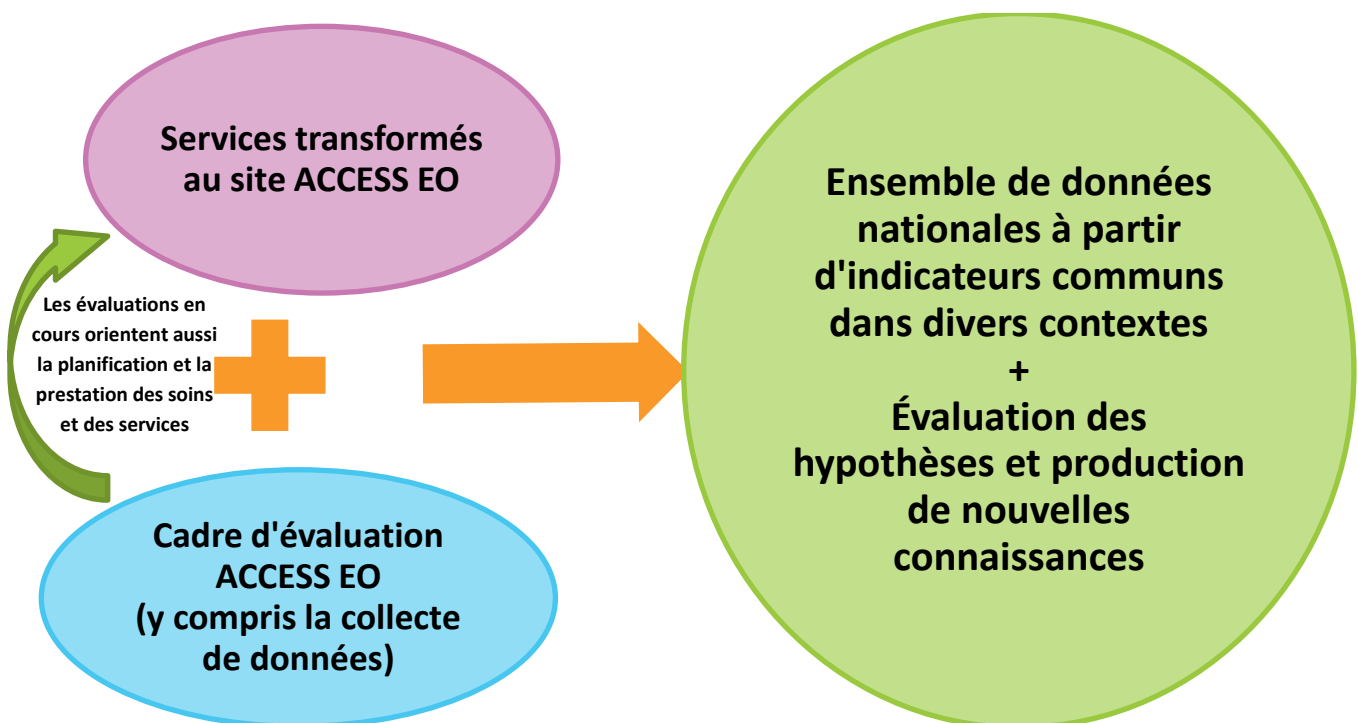 Services transformés
au site ACCESS EO
Les évaluations en
cours orientent aussi
la planification et la
prestation des soins
et des services
Cadre d'évaluation
ACCESS EO
(y compris la collecte
de données)
Ensemble de données
nationales à partir
d'indicateurs communs
dans divers contextes
+
Évaluation des
hypothèses et production
de nouvelles
connaissances